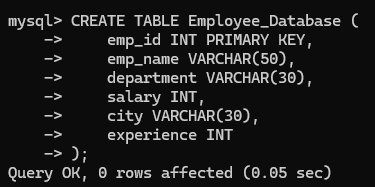 mysql> CREATE TABLE Employee_Database (
    ->     emp_id INT PRIMARY KEY,
    ->     emp_name VARCHAR(50),
    ->     department VARCHAR(30),
    ->     salary INT,
    ->     city VARCHAR(30),
    ->     experience INT
    -> );
Query OK, 0 rows affected (0.05 sec)